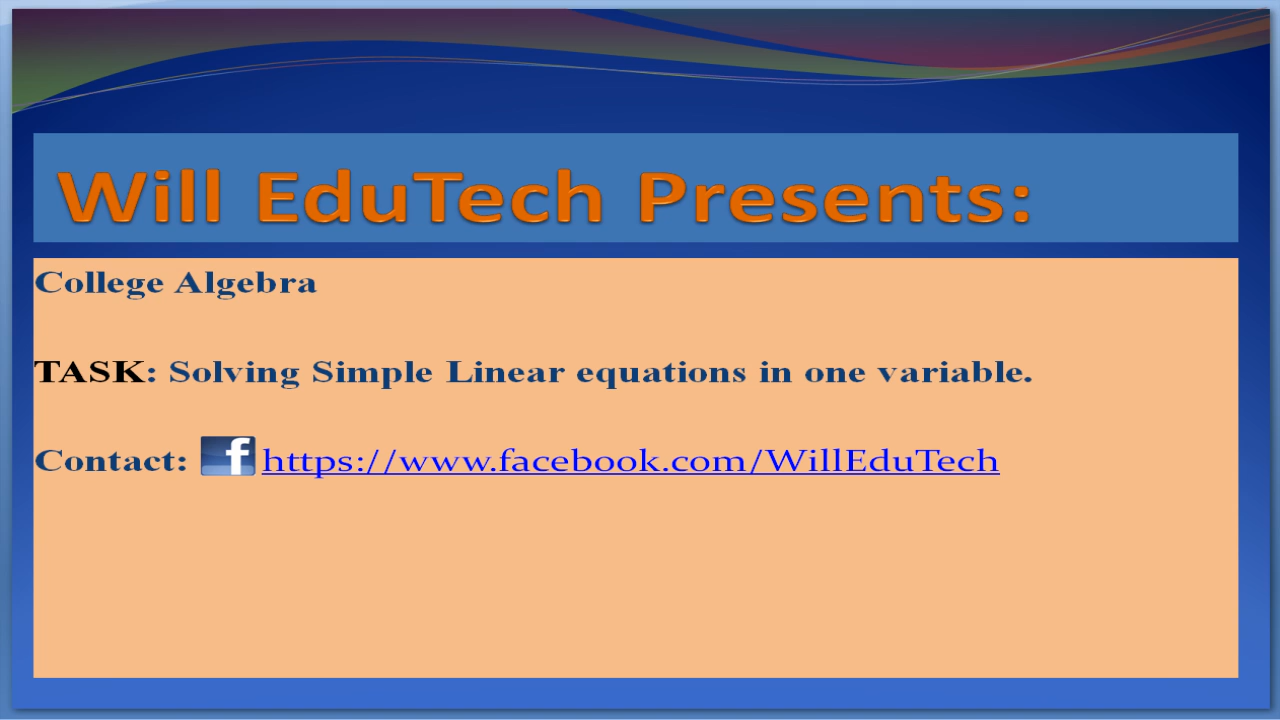 Will EduTech Presents:
College Algebra
TASK: Solving Simple Linear equations in one variable.
Contact: f https://www.facebook.com/WillEduTech